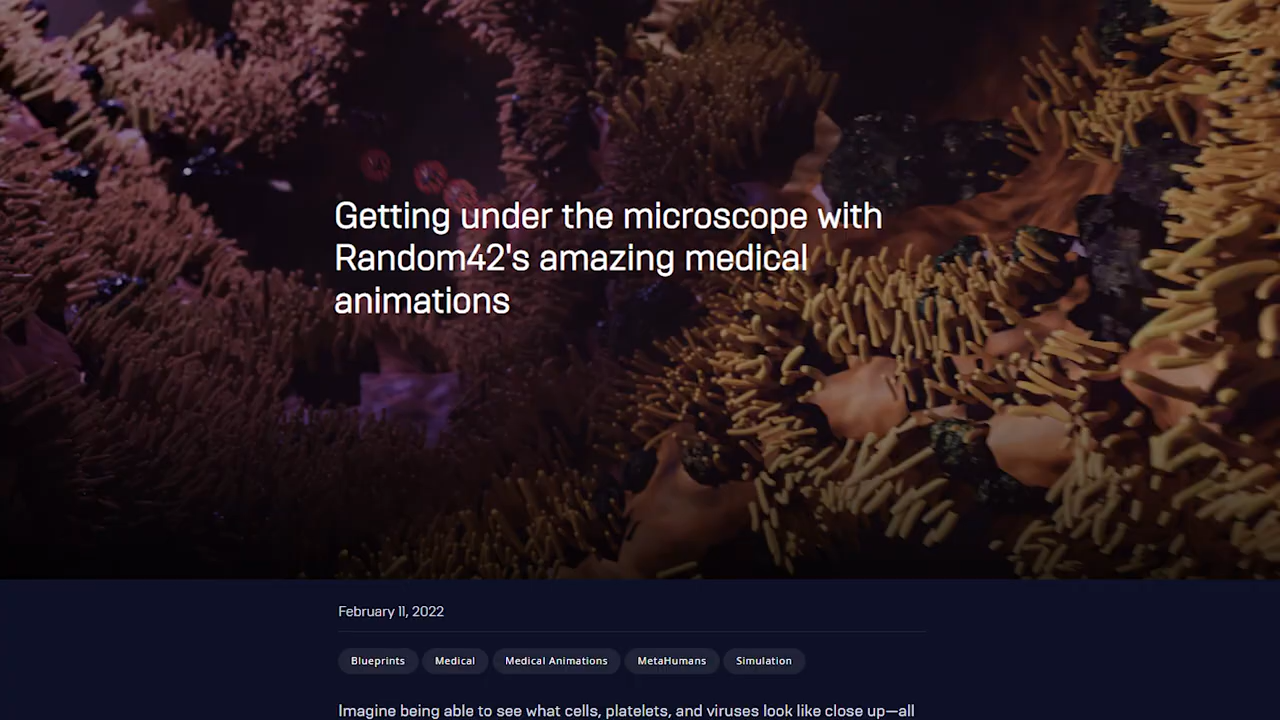 Getting under the microscope with
Random42's amazing medical
animations
February 11, 2022
Blueprints Medical Medical Animations MetaHumans Simulation
Imagine being able to see what cells, platelets, and viruses look like close up—all